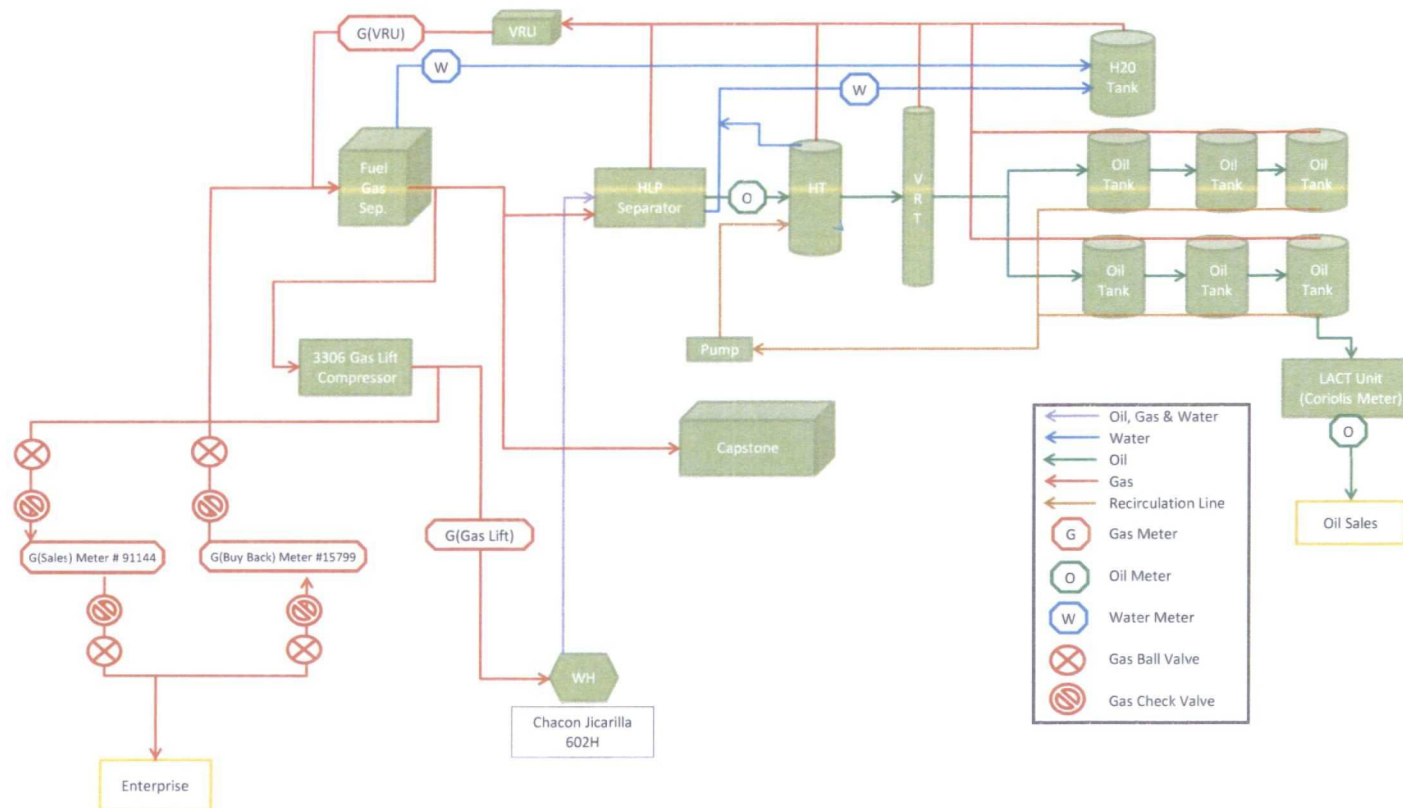 G(VRU)
VRU
W
H20
Tank
W
Fuel
Gas
Sep.
HLP
Separator
O
HT
V
R
T
Oil
Tank
Oil
Tank
Oil
Tank
Oil
Tank
Oil
Tank
Oil
Tank
Pump
3306 Gas Lift
Compressor
LACT Unit
(Coriolis Meter)
O
Oil Sales
Capstone
G(Gas Lift)
G(Sales) Meter # 91144
G(Buy Back) Meter #15799
WH
Chacon Jicarilla
602H
Enterprise
Oil, Gas & Water
Water
Oil
Gas
Recirculation Line
G
Gas Meter
O
Oil Meter
W
Water Meter
Gas Ball Valve
Gas Check Valve